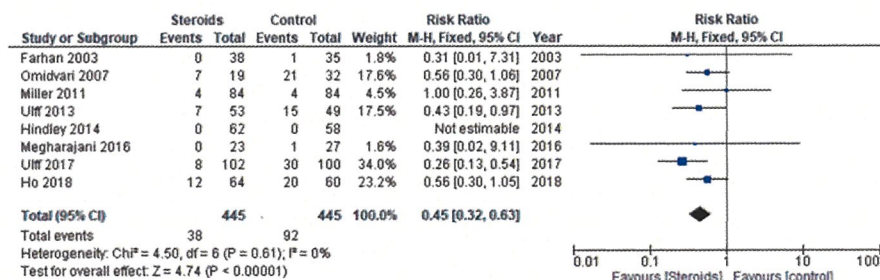 Steroids Control Risk Ratio Risk Ratio
Study or Subgroup Events Total Events Total Weight M-H, Fixed, 95% CI Year M-H, Fixed, 95% CI
Farhan 2003 0 38 1 35 1.8% 0.31 [0.01, 7.31] 2003
Omidvari 2007 7 19 21 32 17.6% 0.56 [0.30, 1.06] 2007
Miller 2011 4 84 4 84 4.5% 1.00 [0.26, 3.87] 2011
Ulff 2013 7 53 15 49 17.5% 0.43 [0.19, 0.97] 2013
Hindley 2014 0 62 0 58 Not estimable 2014
Megharajani 2016 0 23 1 27 1.6% 0.39 [0.02, 9.11] 2016
Ulff 2017 8 102 30 100 34.0% 0.26 [0.13, 0.54] 2017
Ho 2018 12 64 20 60 23.2% 0.56 [0.30, 1.05] 2018
Total (95% CI) 445 445 100.0% 0.45 [0.32, 0.63]
Total events 38 92
Heterogeneity: Chi² = 4.50, df = 6 (P = 0.61); I² = 0%
Test for overall effect: Z = 4.74 (P < 0.00001)
0.01 0.1 1 10 100
Favours [Steroids] Favours [control]